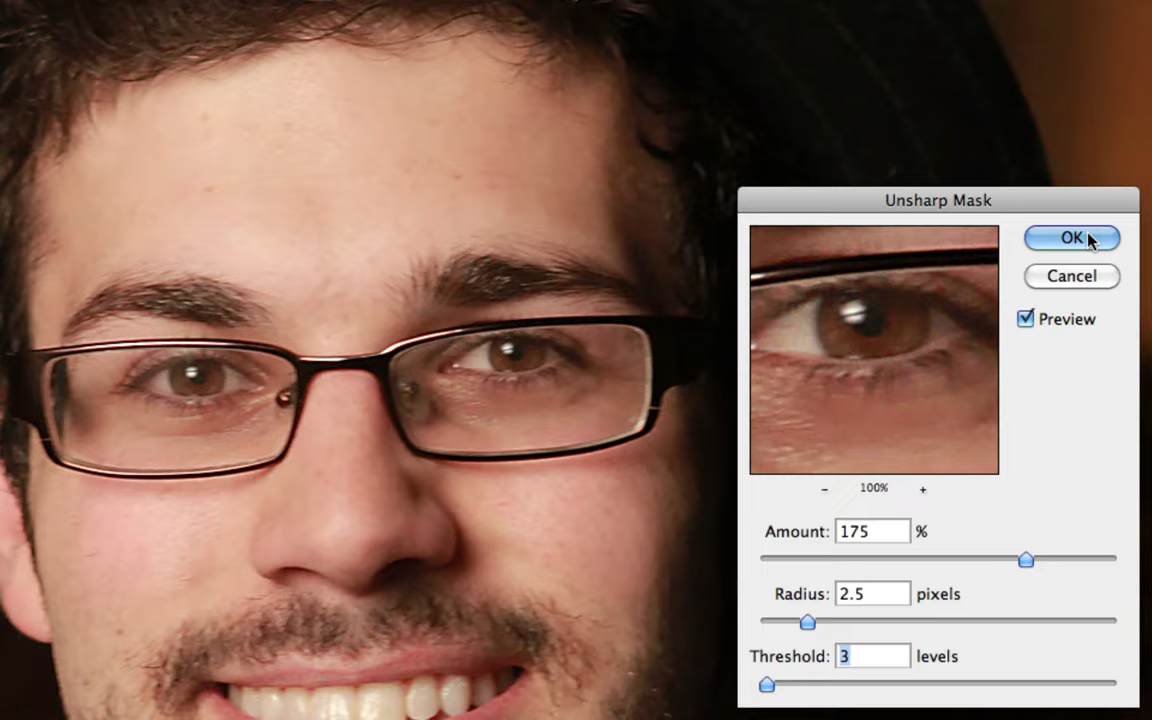 Unsharp Mask
OK
Cancel
Preview
− 100% +
Amount: 175 %
Radius: 2.5 pixels
Threshold: 3 levels